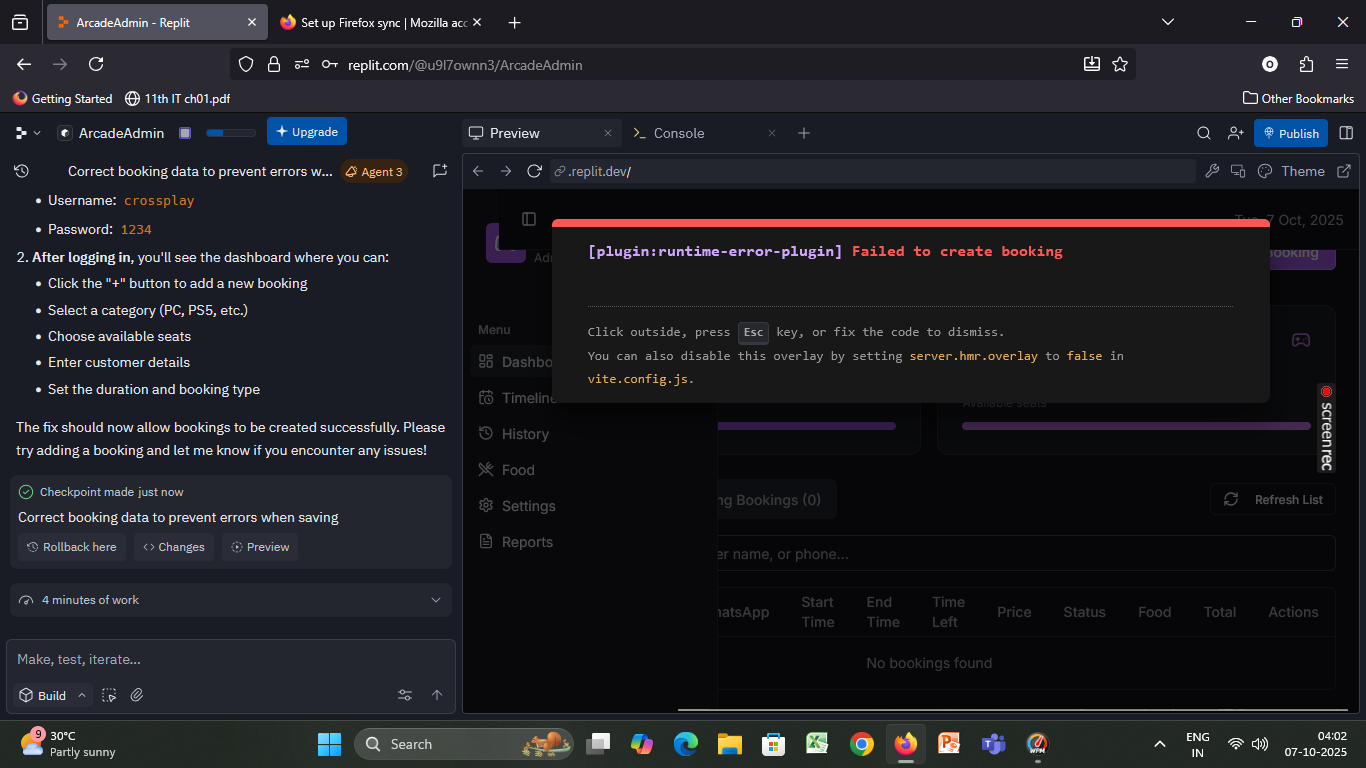 ArcadeAdmin - Replit
Set up Firefox sync | Mozilla acc
replit.com/@u9l7ownn3/ArcadeAdmin
Getting Started
11th IT ch01.pdf
Other Bookmarks
ArcadeAdmin
Upgrade
Preview
Console
Publish
Correct booking data to prevent errors w...
Agent 3
.replit.dev/
Theme
• Username: crossplay
• Password: 1234
2. After logging in, you'll see the dashboard where you can:
• Click the "+" button to add a new booking
• Select a category (PC, PS5, etc.)
• Choose available seats
• Enter customer details
• Set the duration and booking type
The fix should now allow bookings to be created successfully. Please
try adding a booking and let me know if you encounter any issues!
Checkpoint made just now
Correct booking data to prevent errors when saving
Rollback here
Changes
Preview
4 minutes of work
Make, test, iterate...
Build
Tue, 7 Oct, 2025
[plugin:runtime-error-plugin] Failed to create booking
Click outside, press Esc key, or fix the code to dismiss.
You can also disable this overlay by setting server.hmr.overlay to false in
vite.config.js.
Menu
Dashbo
Timeline
History
Food
Settings
Reports
Available seats
screenrec
ng Bookings (0)
Refresh List
er name, or phone...
hatsApp
Start Time
End Time
Time Left
Price
Status
Food
Total
Actions
No bookings found
9
30°C
Partly sunny
Search
ENG
IN
04:02
07-10-2025